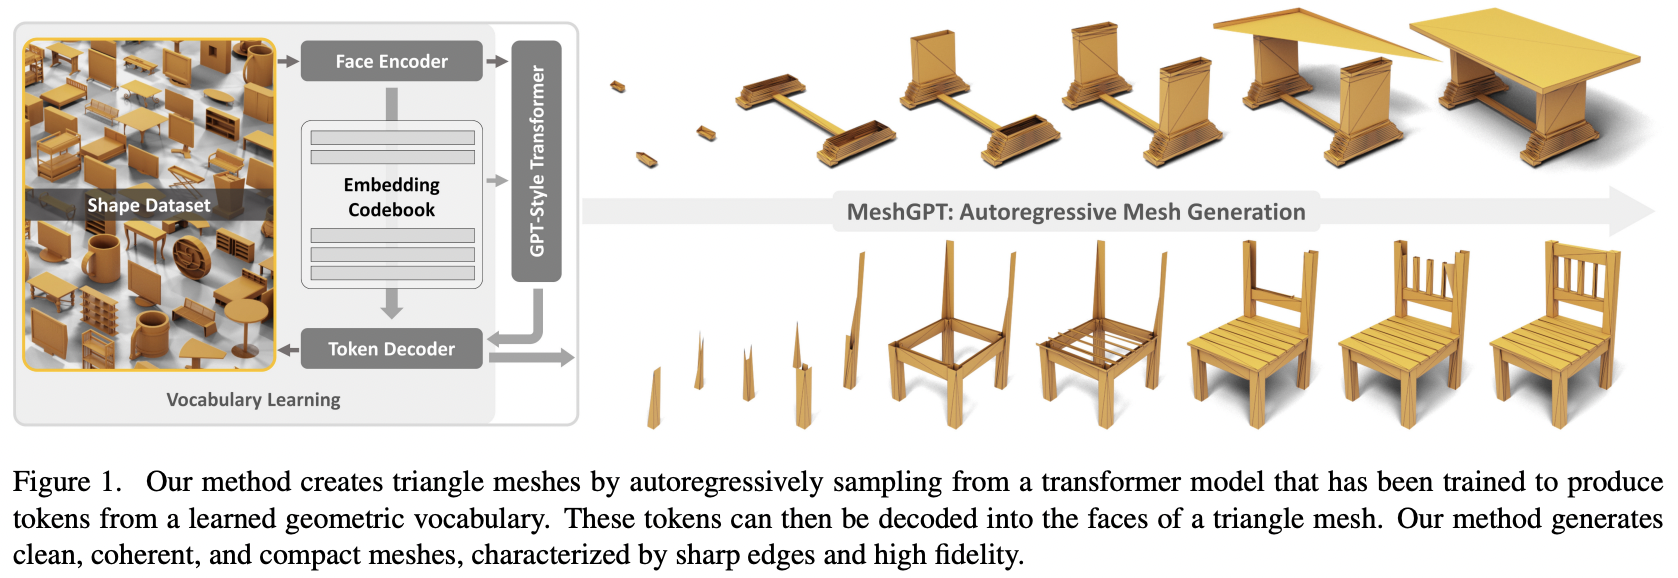 Face Encoder
Embedding
Codebook
GPT-Style Transformer
Shape Dataset
Token Decoder
Vocabulary Learning
MeshGPT: Autoregressive Mesh Generation
Figure 1. Our method creates triangle meshes by autoregressively sampling from a transformer model that has been trained to produce
tokens from a learned geometric vocabulary. These tokens can then be decoded into the faces of a triangle mesh. Our method generates
clean, coherent, and compact meshes, characterized by sharp edges and high fidelity.